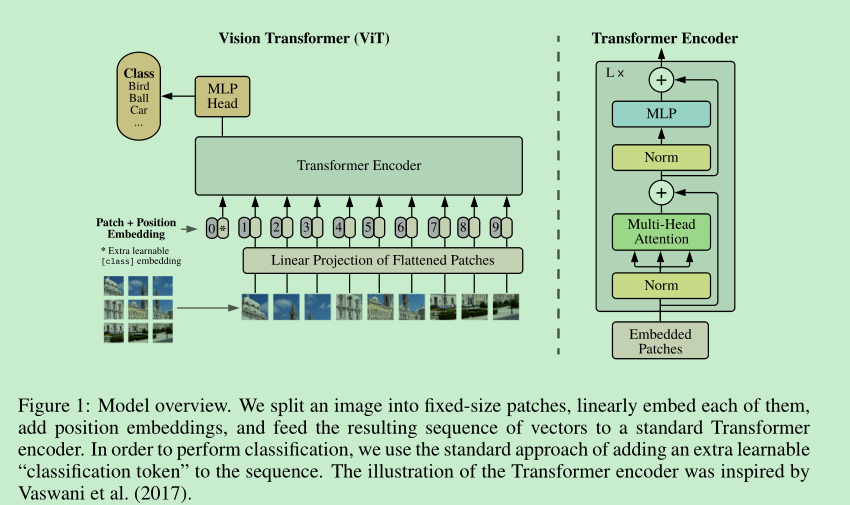 Vision Transformer (ViT)
Class
Bird
Ball
Car
...
MLP
Head
Transformer Encoder
Patch + Position
Embedding
0 * 1 2 3 4 5 6 7 8 9
* Extra learnable
[class] embedding
Linear Projection of Flattened Patches
Transformer Encoder
L x
+
MLP
Norm
+
Multi-Head
Attention
Norm
Embedded
Patches
Figure 1: Model overview. We split an image into fixed-size patches, linearly embed each of them,
add position embeddings, and feed the resulting sequence of vectors to a standard Transformer
encoder. In order to perform classification, we use the standard approach of adding an extra learnable
“classification token” to the sequence. The illustration of the Transformer encoder was inspired by
Vaswani et al. (2017).